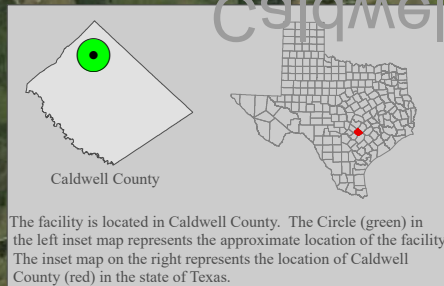 Caldwel
Caldwell County
The facility is located in Caldwell County. The Circle (green) in
the left inset map represents the approximate location of the facility
The inset map on the right represents the location of Caldwell
County (red) in the state of Texas.